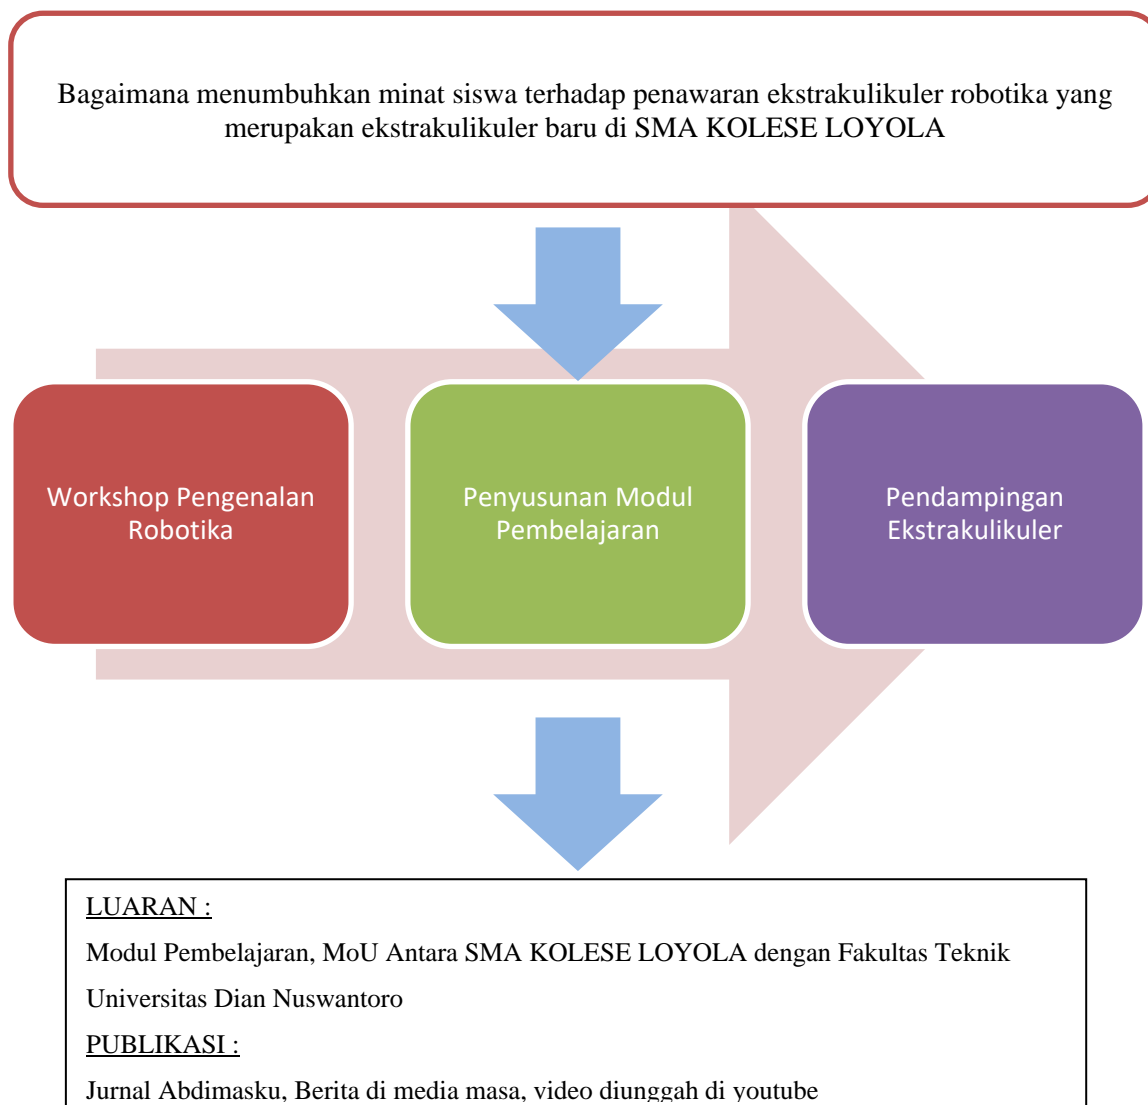 Bagaimana menumbuhkan minat siswa terhadap penawaran ekstrakulikuler robotika yang
merupakan ekstrakulikuler baru di SMA KOLESE LOYOLA
Workshop Pengenalan
Robotika
Penyusunan Modul
Pembelajaran
Pendampingan
Ekstrakulikuler
LUARAN :
Modul Pembelajaran, MoU Antara SMA KOLESE LOYOLA dengan Fakultas Teknik
Universitas Dian Nuswantoro
PUBLIKASI :
Jurnal Abdimasku, Berita di media masa, video diunggah di youtube